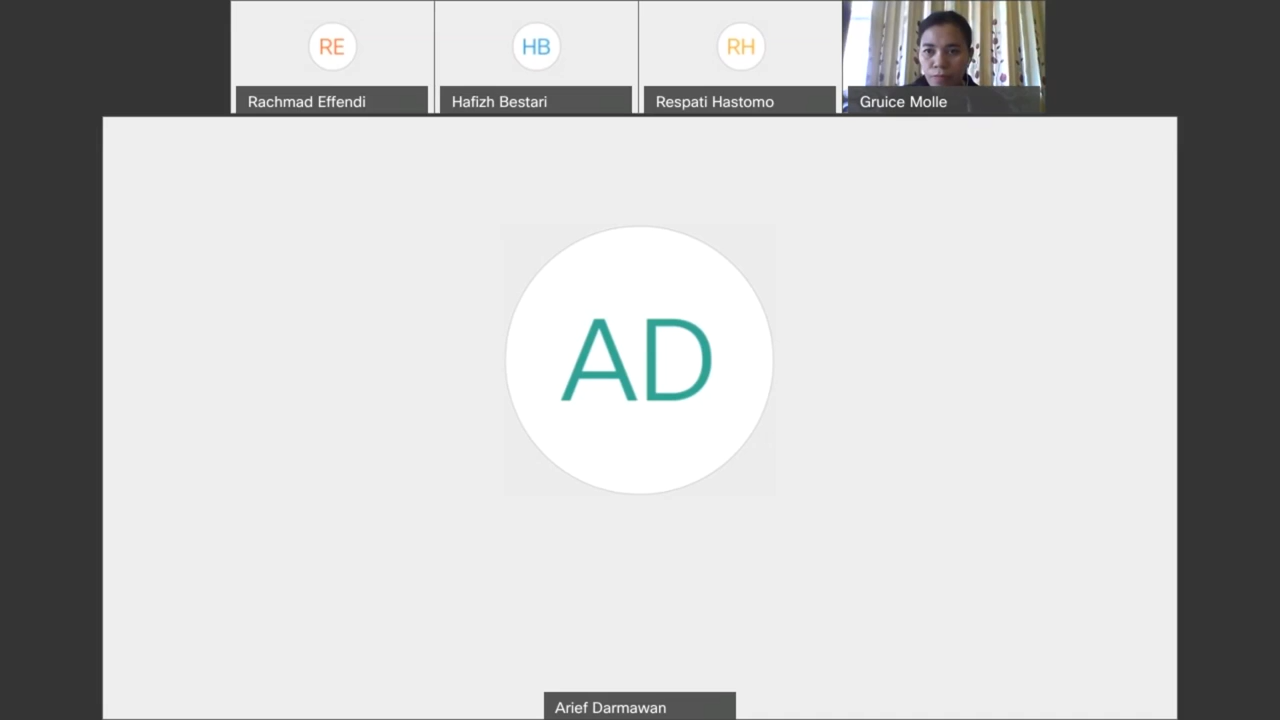 RE
HB
RH
Rachmad Effendi
Hafizh Bestari
Respati Hastomo
Gruice Molle
AD
Arief Darmawan